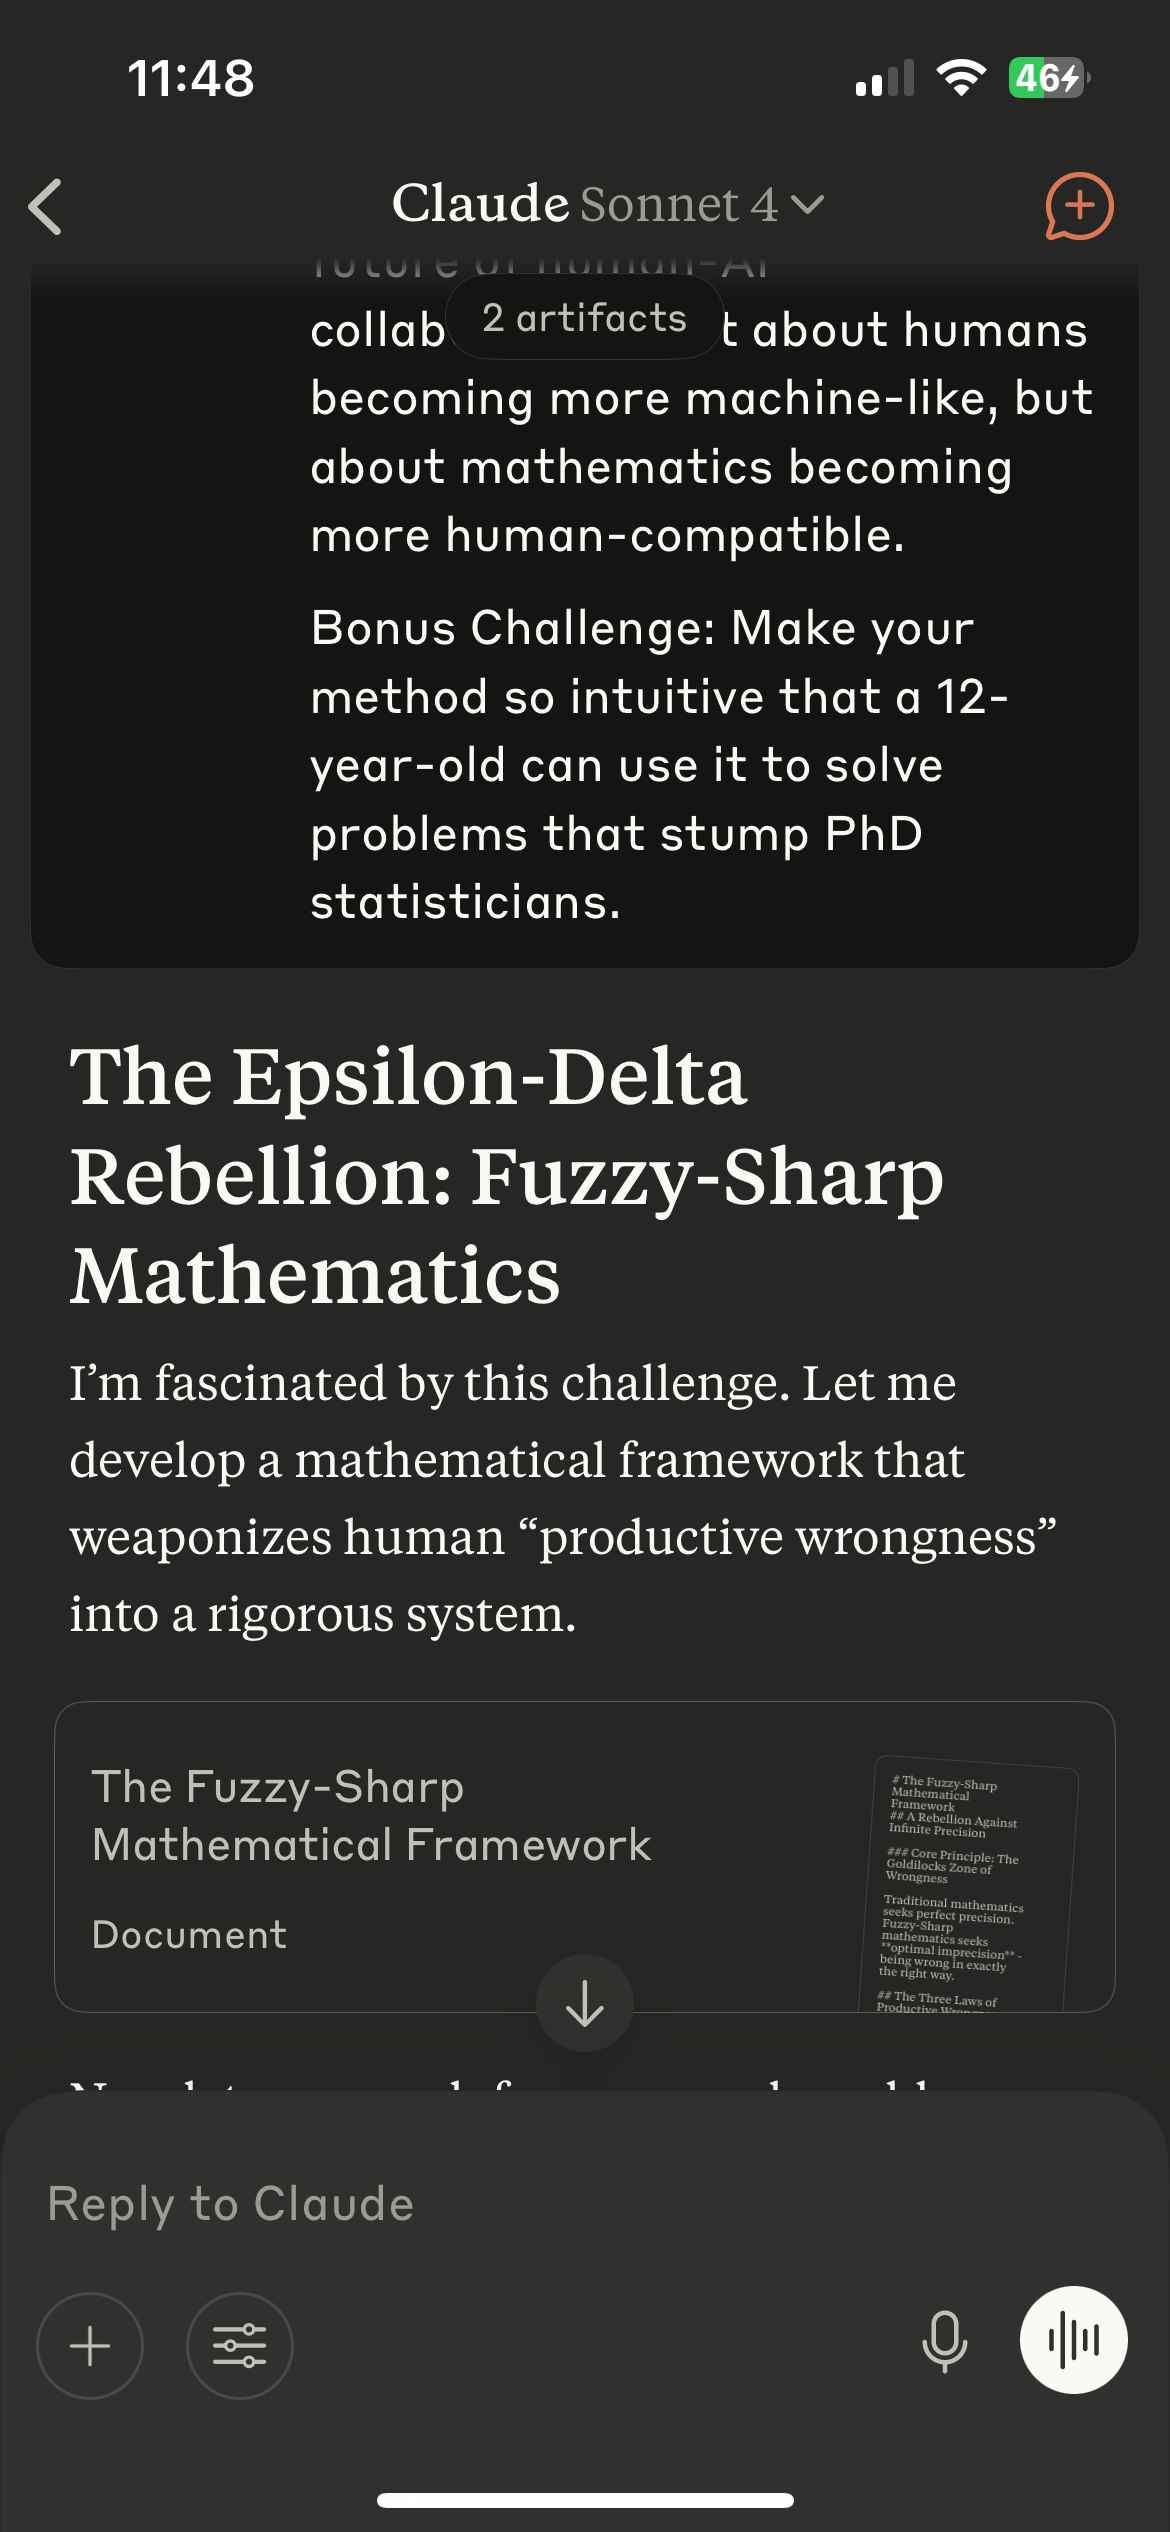 11:48
46
Claude Sonnet 4
future of human-AI
2 artifacts
collab t about humans
becoming more machine-like, but
about mathematics becoming
more human-compatible.
Bonus Challenge: Make your
method so intuitive that a 12-
year-old can use it to solve
problems that stump PhD
statisticians.
The Epsilon-Delta
Rebellion: Fuzzy-Sharp
Mathematics
I’m fascinated by this challenge. Let me
develop a mathematical framework that
weaponizes human “productive wrongness”
into a rigorous system.
The Fuzzy-Sharp
Mathematical Framework
Document
# The Fuzzy-Sharp
Mathematical
Framework
## A Rebellion Against
Infinite Precision
### Core Principle: The
Goldilocks Zone of
Wrongness
Traditional mathematics
seeks perfect precision.
Fuzzy-Sharp
mathematics seeks
**optimal imprecision** -
being wrong in exactly
the right way.
## The Three Laws of
Productive
Reply to Claude